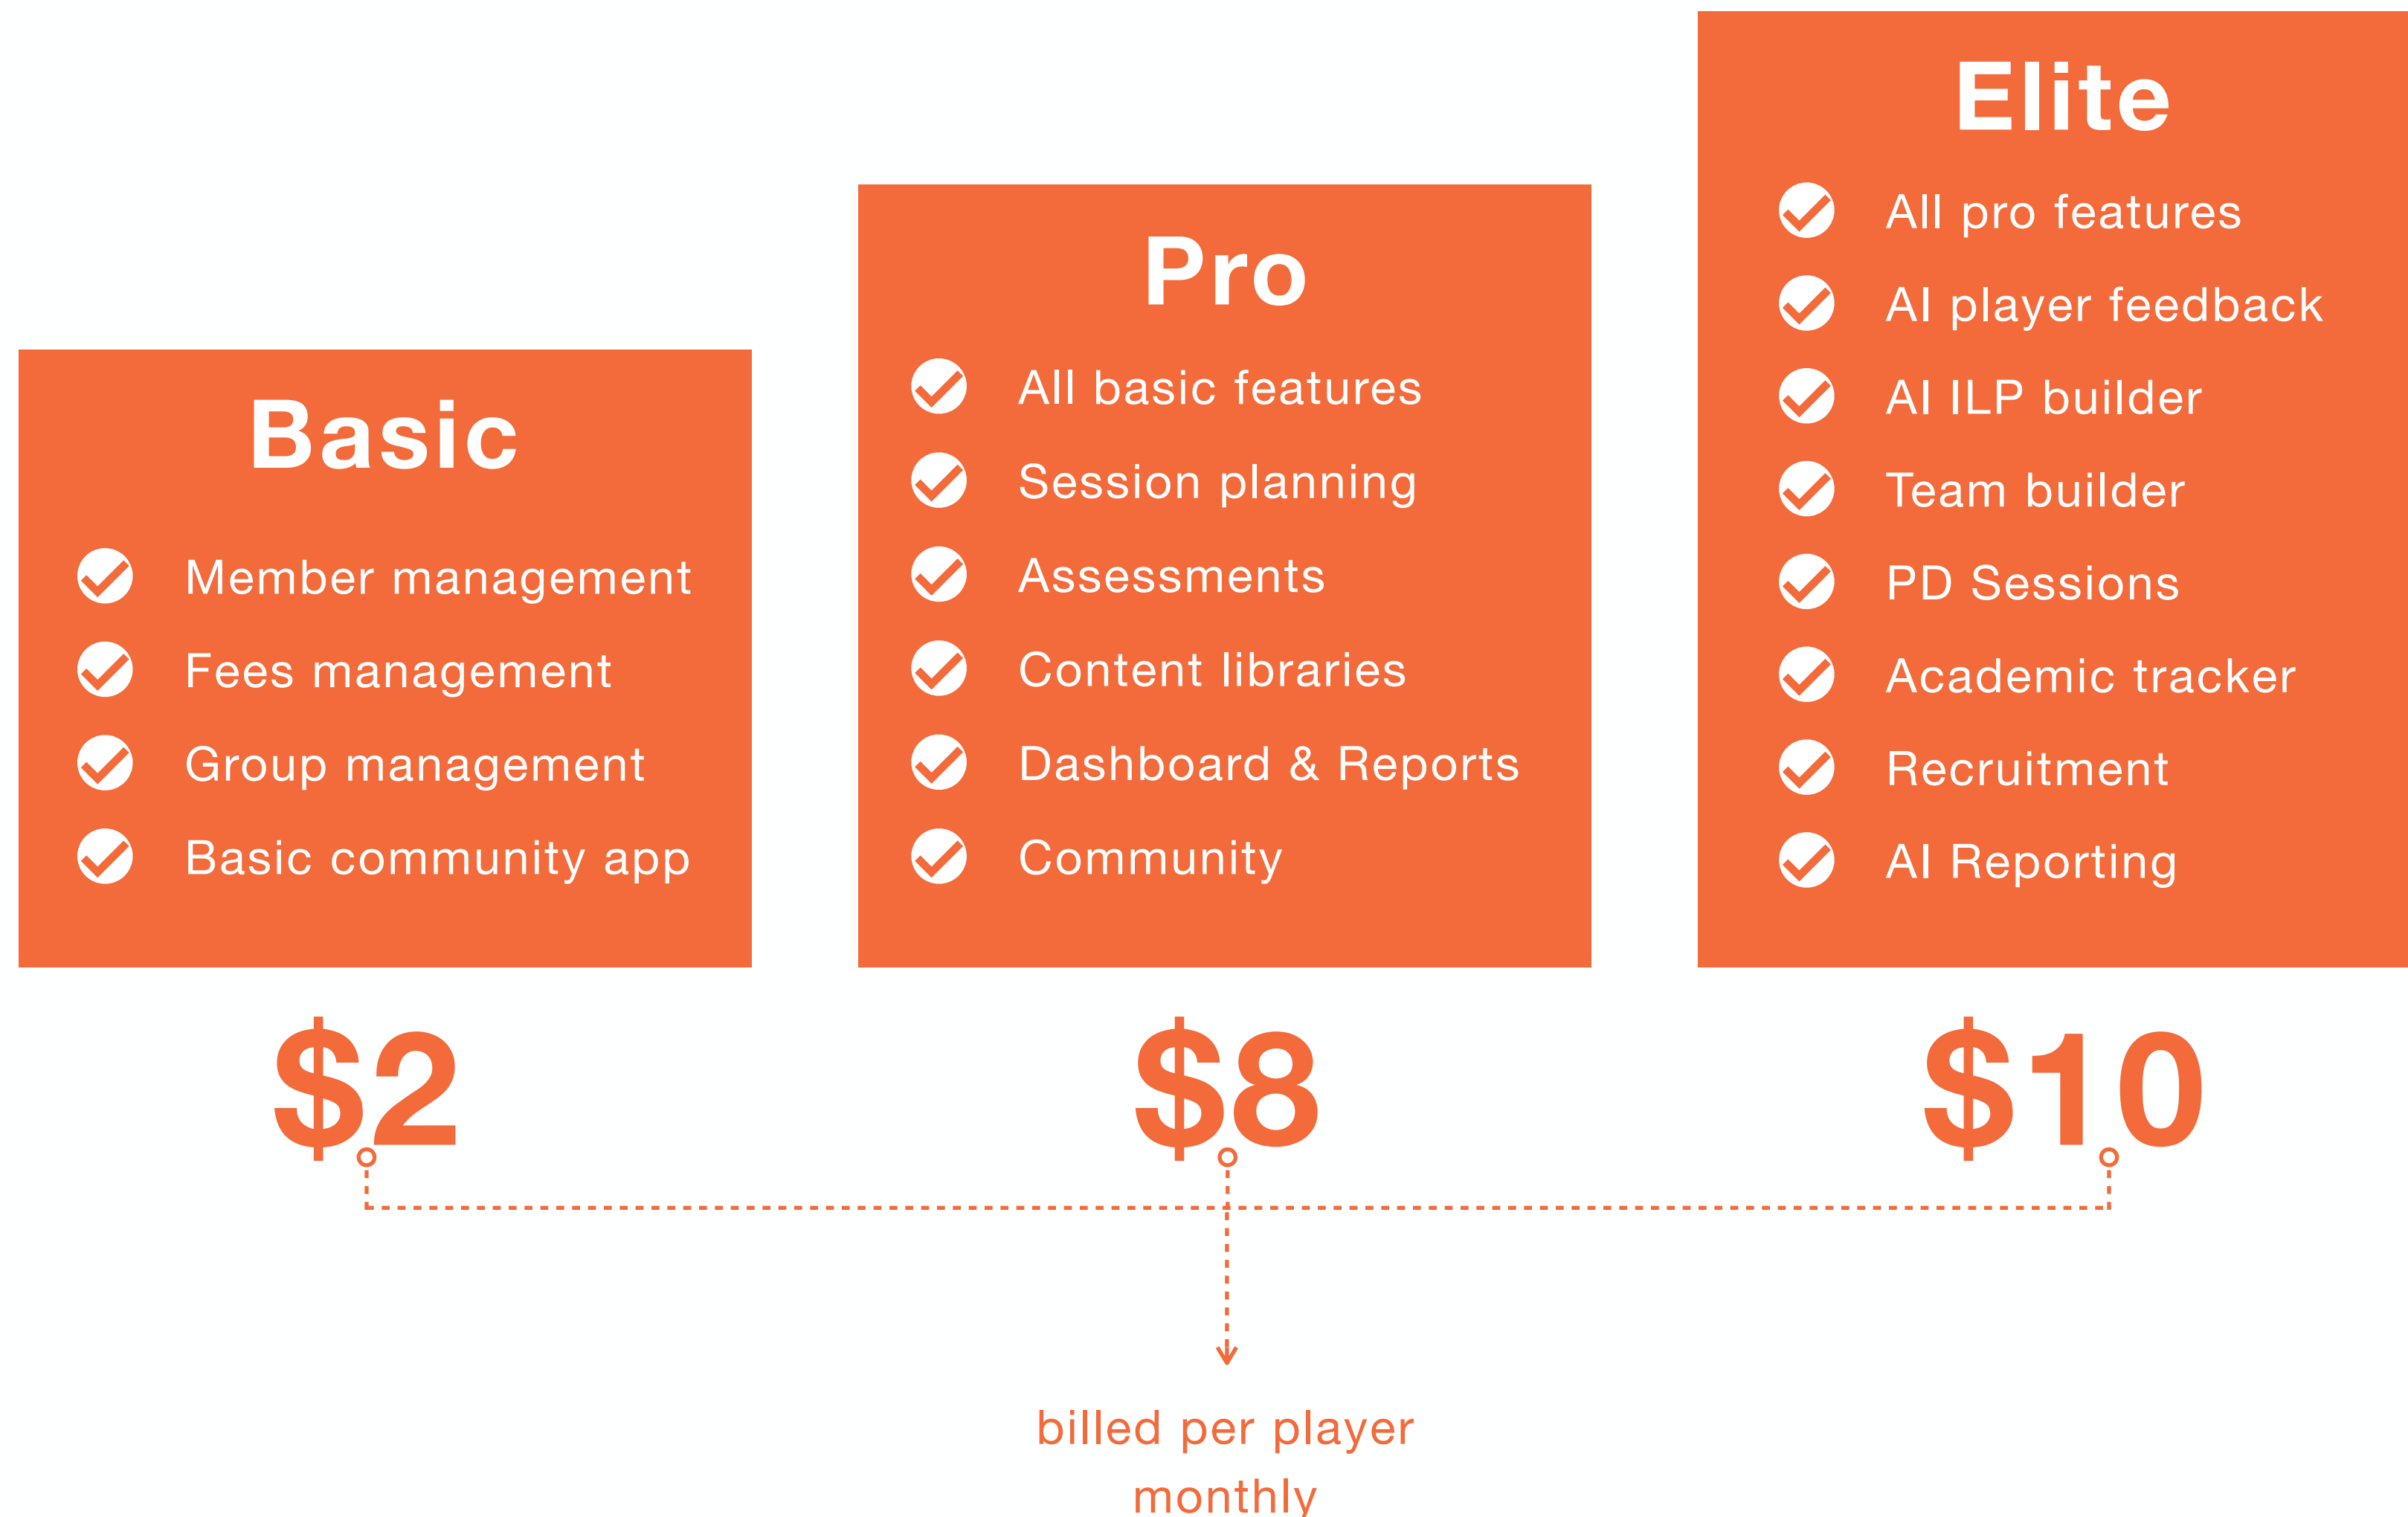 Basic
Member management
Fees management
Group management
Basic community app
$2
Pro
All basic features
Session planning
Assessments
Content libraries
Dashboard & Reports
Community
$8
Elite
All pro features
AI player feedback
AI ILP builder
Team builder
PD Sessions
Academic tracker
Recruitment
AI Reporting
$10
billed per player
monthly